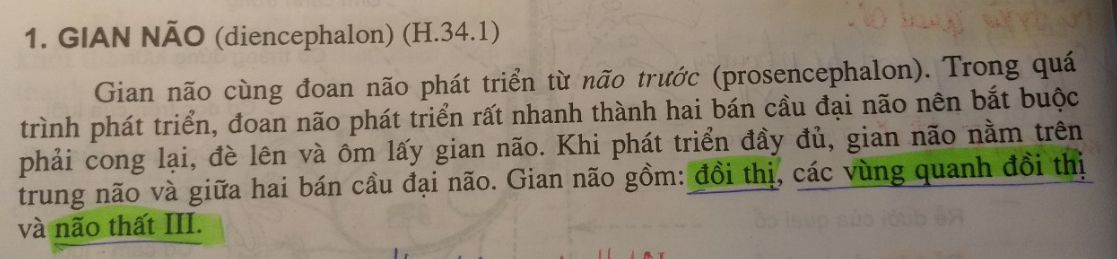 1. GIAN NÃO (diencephalon) (H.34.1)
Gian não cùng đoan não phát triển từ não trước (prosencephalon). Trong quá
trình phát triển, đoan não phát triển rất nhanh thành hai bán cầu đại não nên bắt buộc
phải cong lại, đè lên và ôm lấy gian não. Khi phát triển đầy đủ, gian não nằm trên
trung não và giữa hai bán cầu đại não. Gian não gồm: đồi thị, các vùng quanh đồi thị
và não thất III.